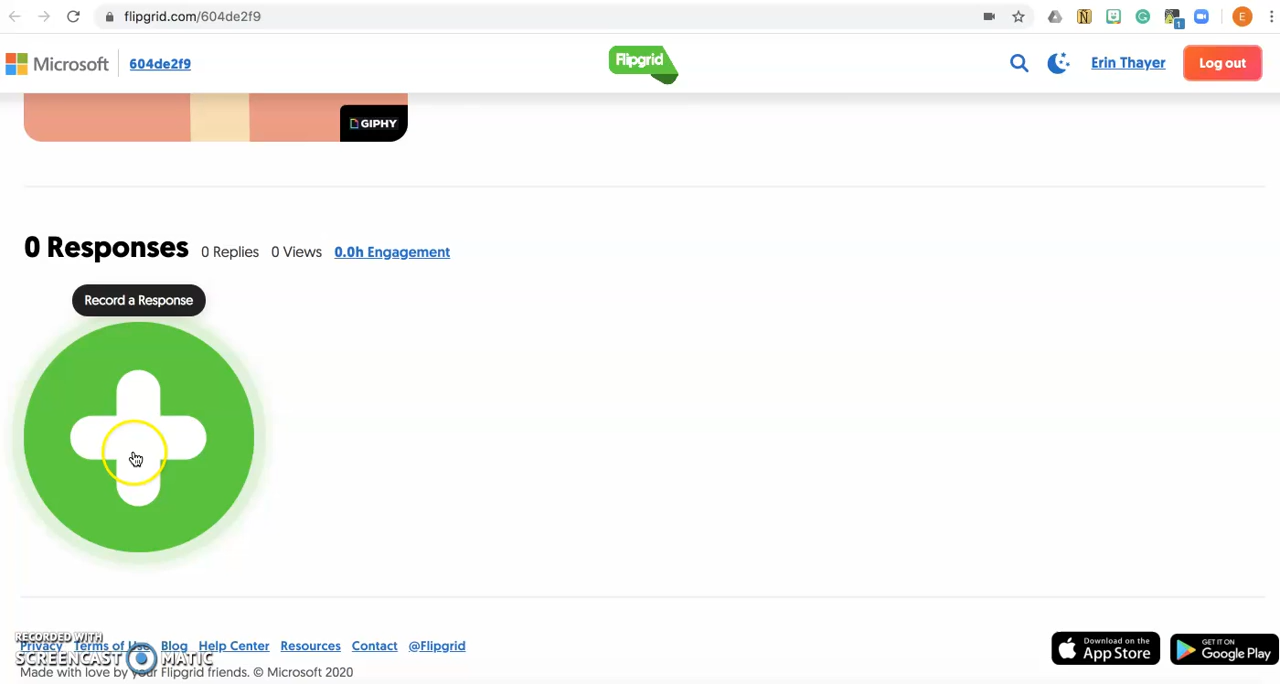 flipgrid.com/604de2f9
1
E
Microsoft
604de2f9
Flipgrid
Erin Thayer
Log out
GIPHY
0 Responses 0 Replies 0 Views 0.0h Engagement
Record a Response
RECORDED WITH
SCREENCAST MATIC
Privacy Terms of Use Blog Help Center Resources Contact @Flipgrid
Made with love by your Flipgrid friends. © Microsoft 2020
Download on the
App Store
GET IT ON
Google Play